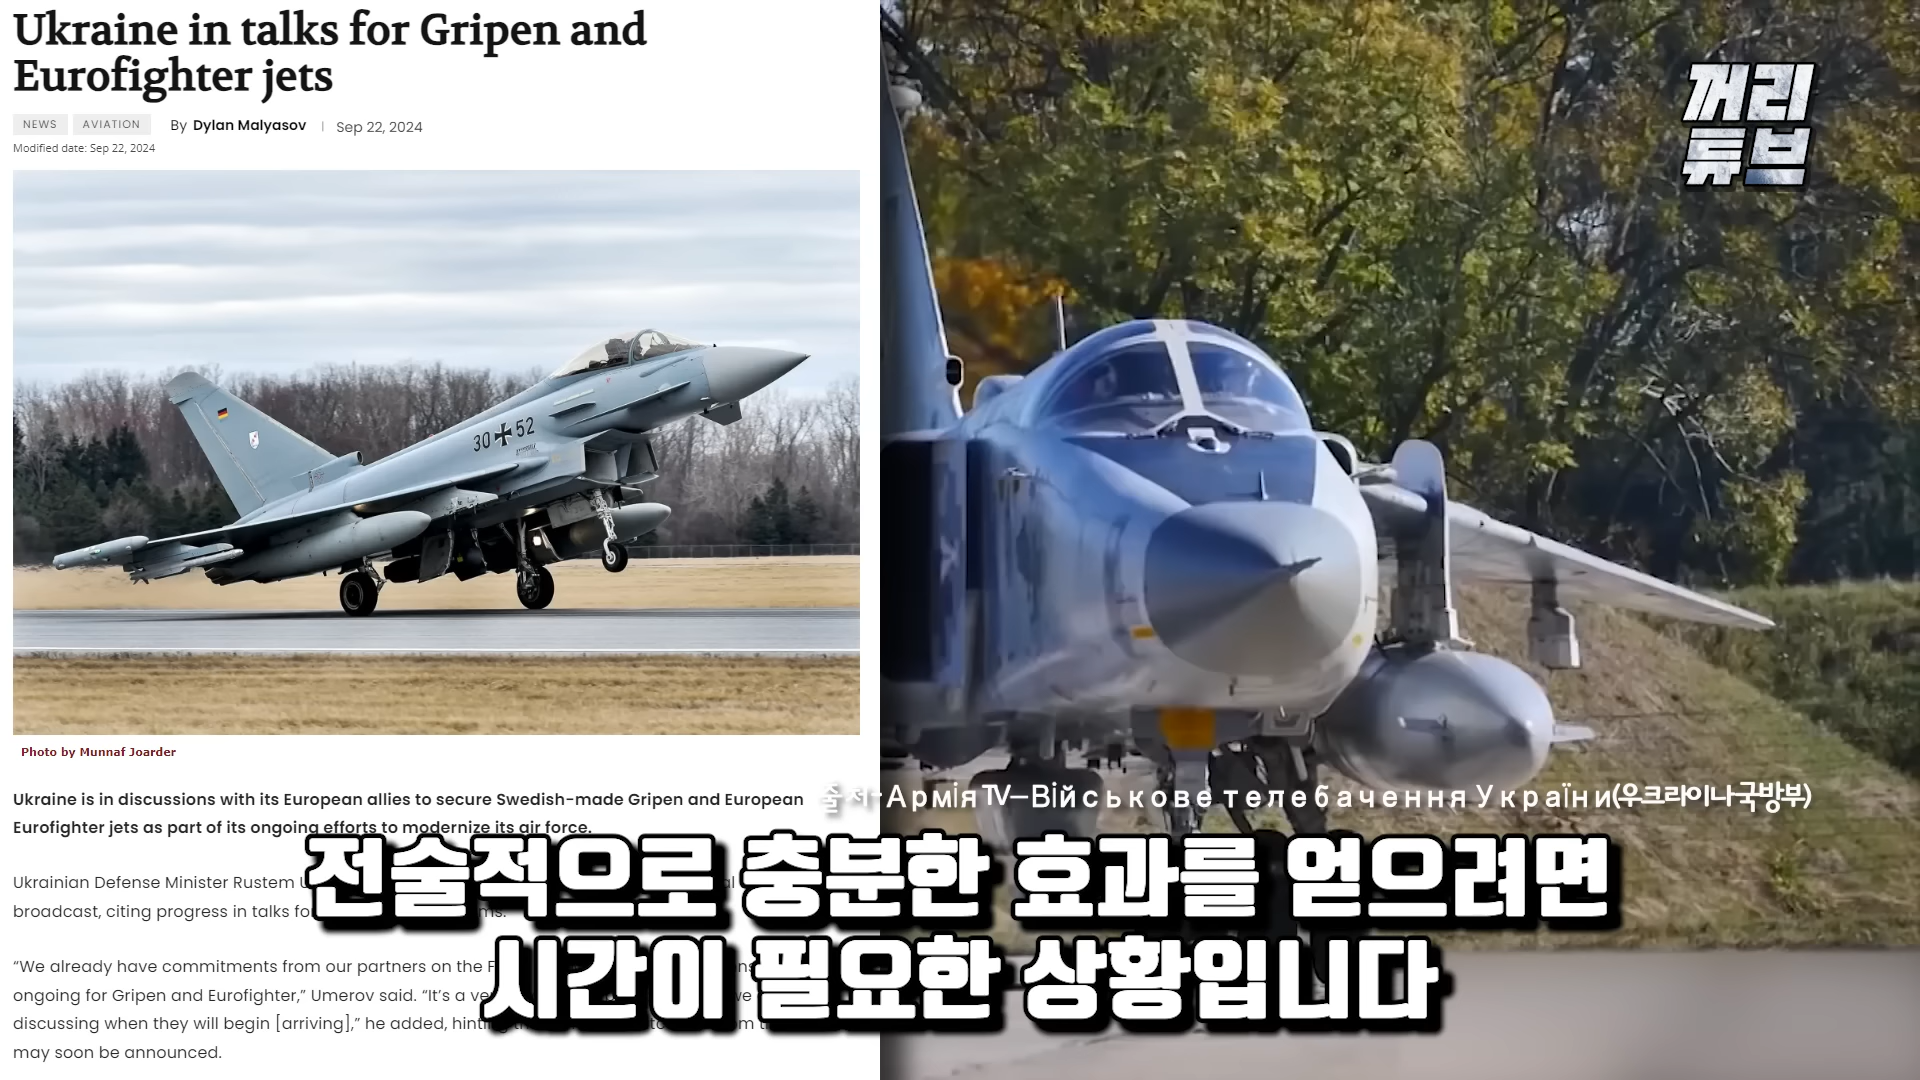 Ukraine in talks for Gripen and
Eurofighter jets
NEWS AVIATION By Dylan Malyasov | Sep 22, 2024
Modified date: Sep 22, 2024
30 52
Photo by Munnaf Joarder
Ukraine is in discussions with its European allies to secure Swedish-made Gripen and European
Eurofighter jets as part of its ongoing efforts to modernize its air force.
Ukrainian Defense Minister Rustem
broadcast, citing progress in talks
“We already have commitments from our partners on the
ongoing for Gripen and Eurofighter,” Umerov said. “It’s a
discussing when they will begin [arriving],” he added,
may soon be announced.
꺼리
튜브
출처-Армія TV – Військове телебачення України(우크라이나 국방부)
전술적으로 충분한 효과를 얻으려면
시간이 필요한 상황입니다